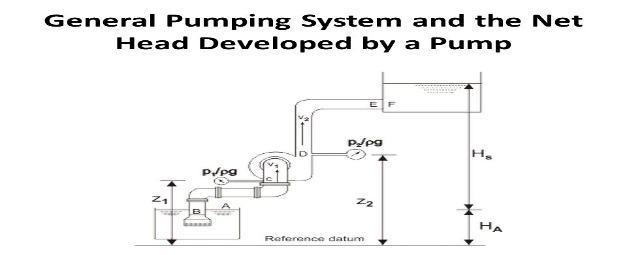 General Pumping System and the Net
Head Developed by a Pump
E F
v₂
D
p₂/ρg
Hₛ
p₁/ρg
v₁
C
Z₁
B
A
Z₂
H_A
Reference datum